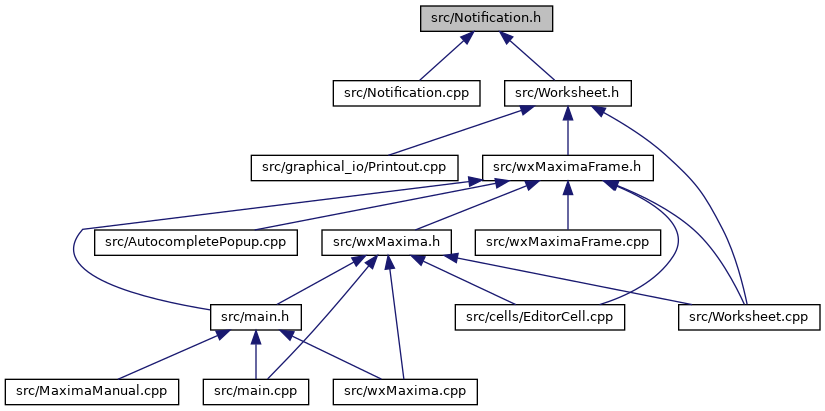 src/Notification.h
src/Notification.cpp
src/Worksheet.h
src/graphical_io/Printout.cpp
src/wxMaximaFrame.h
src/AutocompletePopup.cpp
src/wxMaxima.h
src/wxMaximaFrame.cpp
src/main.h
src/cells/EditorCell.cpp
src/Worksheet.cpp
src/MaximaManual.cpp
src/main.cpp
src/wxMaxima.cpp